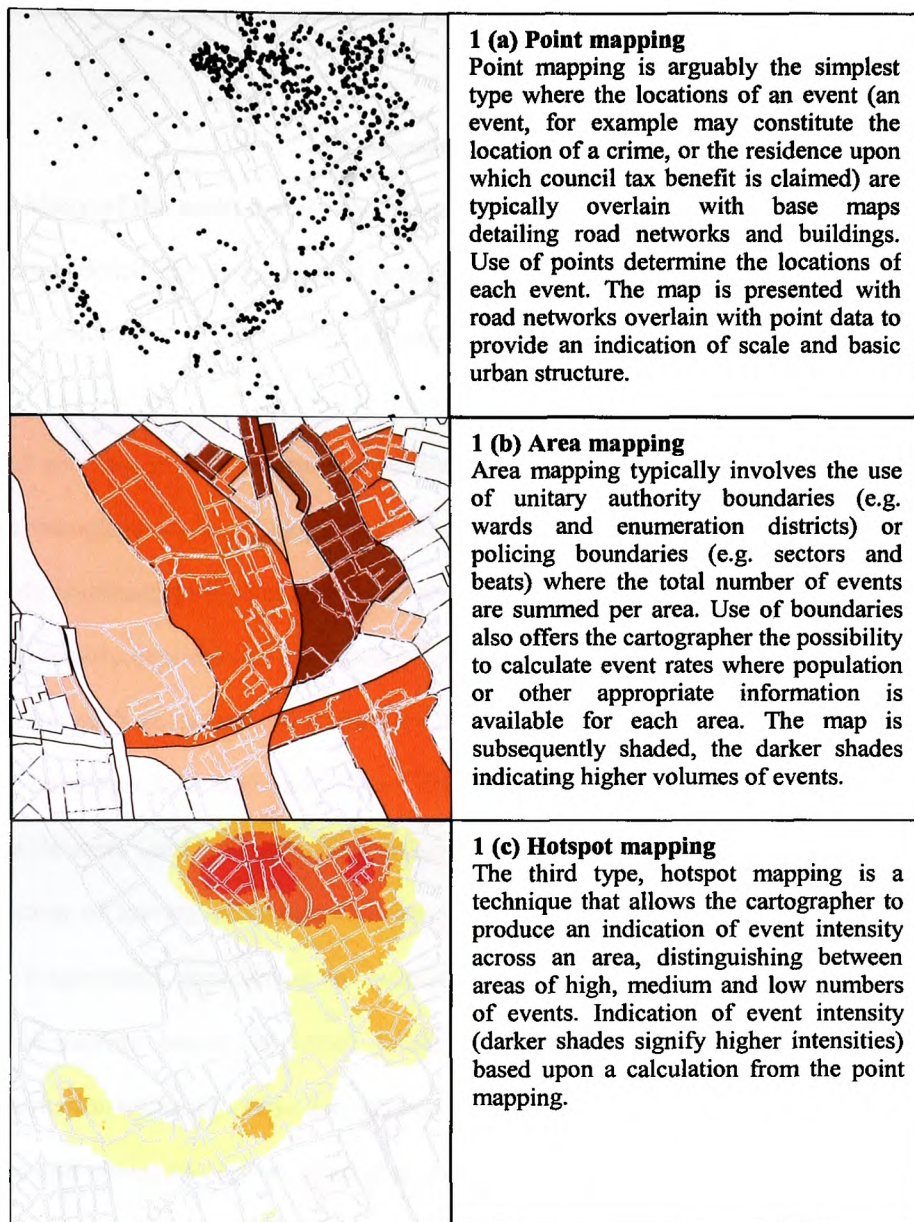 1 (a) Point mapping
Point mapping is arguably the simplest
type where the locations of an event (an
event, for example may constitute the
location of a crime, or the residence upon
which council tax benefit is claimed) are
typically overlain with base maps
detailing road networks and buildings.
Use of points determine the locations of
each event. The map is presented with
road networks overlain with point data to
provide an indication of scale and basic
urban structure.
1 (b) Area mapping
Area mapping typically involves the use
of unitary authority boundaries (e.g.
wards and enumeration districts) or
policing boundaries (e.g. sectors and
beats) where the total number of events
are summed per area. Use of boundaries
also offers the cartographer the possibility
to calculate event rates where population
or other appropriate information is
available for each area. The map is
subsequently shaded, the darker shades
indicating higher volumes of events.
1 (c) Hotspot mapping
The third type, hotspot mapping is a
technique that allows the cartographer to
produce an indication of event intensity
across an area, distinguishing between
areas of high, medium and low numbers
of events. Indication of event intensity
(darker shades signify higher intensities)
based upon a calculation from the point
mapping.